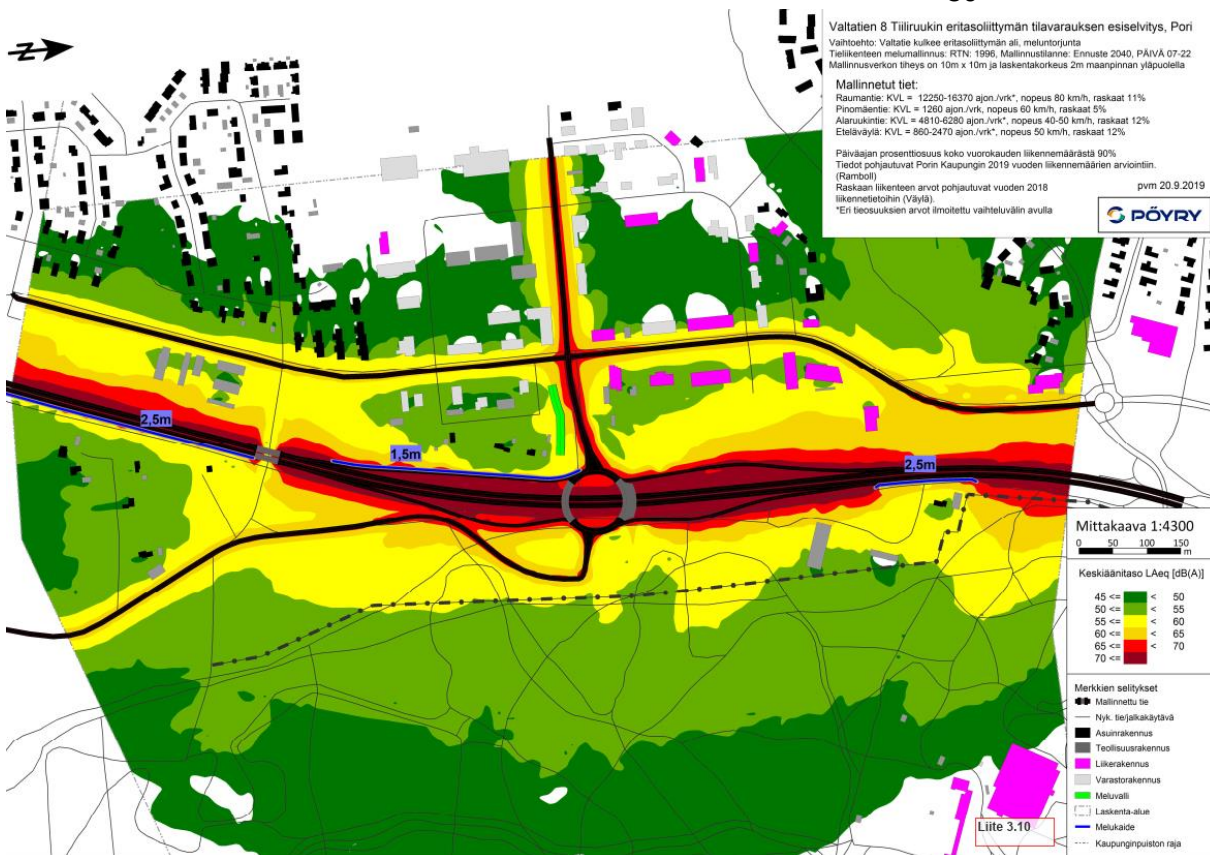 Valtatien 8 Tiiliruukin eritasoliittymän tilavarauksen esiselvitys, Pori
Vaihtoehto: Valtatie kulkee eritasoliittymän ali, meluntorjunta
Tieliikenteen melumallinnus: RTN: 1996, Mallinnustilanne: Ennuste 2040, PÄIVÄ 07-22
Mallinnusverkon tiheys on 10m x 10m ja laskentakorkeus 2m maanpinnan yläpuolella
Mallinnetut tiet:
Raumantie: KVL = 12250-16370 ajon./vrk*, nopeus 80 km/h, raskaat 11%
Pinomäentie: KVL = 1260 ajon./vrk, nopeus 60 km/h, raskaat 5%
Alaruukintie: KVL = 4810-6280 ajon./vrk*, nopeus 40-50 km/h, raskaat 12%
Eteläväylä: KVL = 860-2470 ajon./vrk*, nopeus 50 km/h, raskaat 12%
Päiväajan prosenttiosuus koko vuorokauden liikennemäärästä 90%
Tiedot pohjautuvat Porin Kaupungin 2019 vuoden liikennemäärien arviointiin.
(Ramboll)
Raskaan liikenteen arvot pohjautuvat vuoden 2018
liikennetietoihin (Väylä).
pvm 20.9.2019
*Eri tieosuuksien arvot ilmoitettu vaihteluvälin avulla
PÖYRY
Z
2,5m
1,5m
2,5m
Mittakaava 1:4300
0 50 100 150
m
Keskiäänitaso LAeq [dB(A)]
45 <= < 50
50 <= < 55
55 <= < 60
60 <= < 65
65 <= < 70
70 <=
Merkkien selitykset
Mallinnettu tie
Nyk. tie/jalkakäytävä
Asuinrakennus
Teollisuusrakennus
Liikerakennus
Varastorakennus
Meluvalli
Laskenta-alue
Melukaide
Kaupunginpuiston raja
Liite 3.10